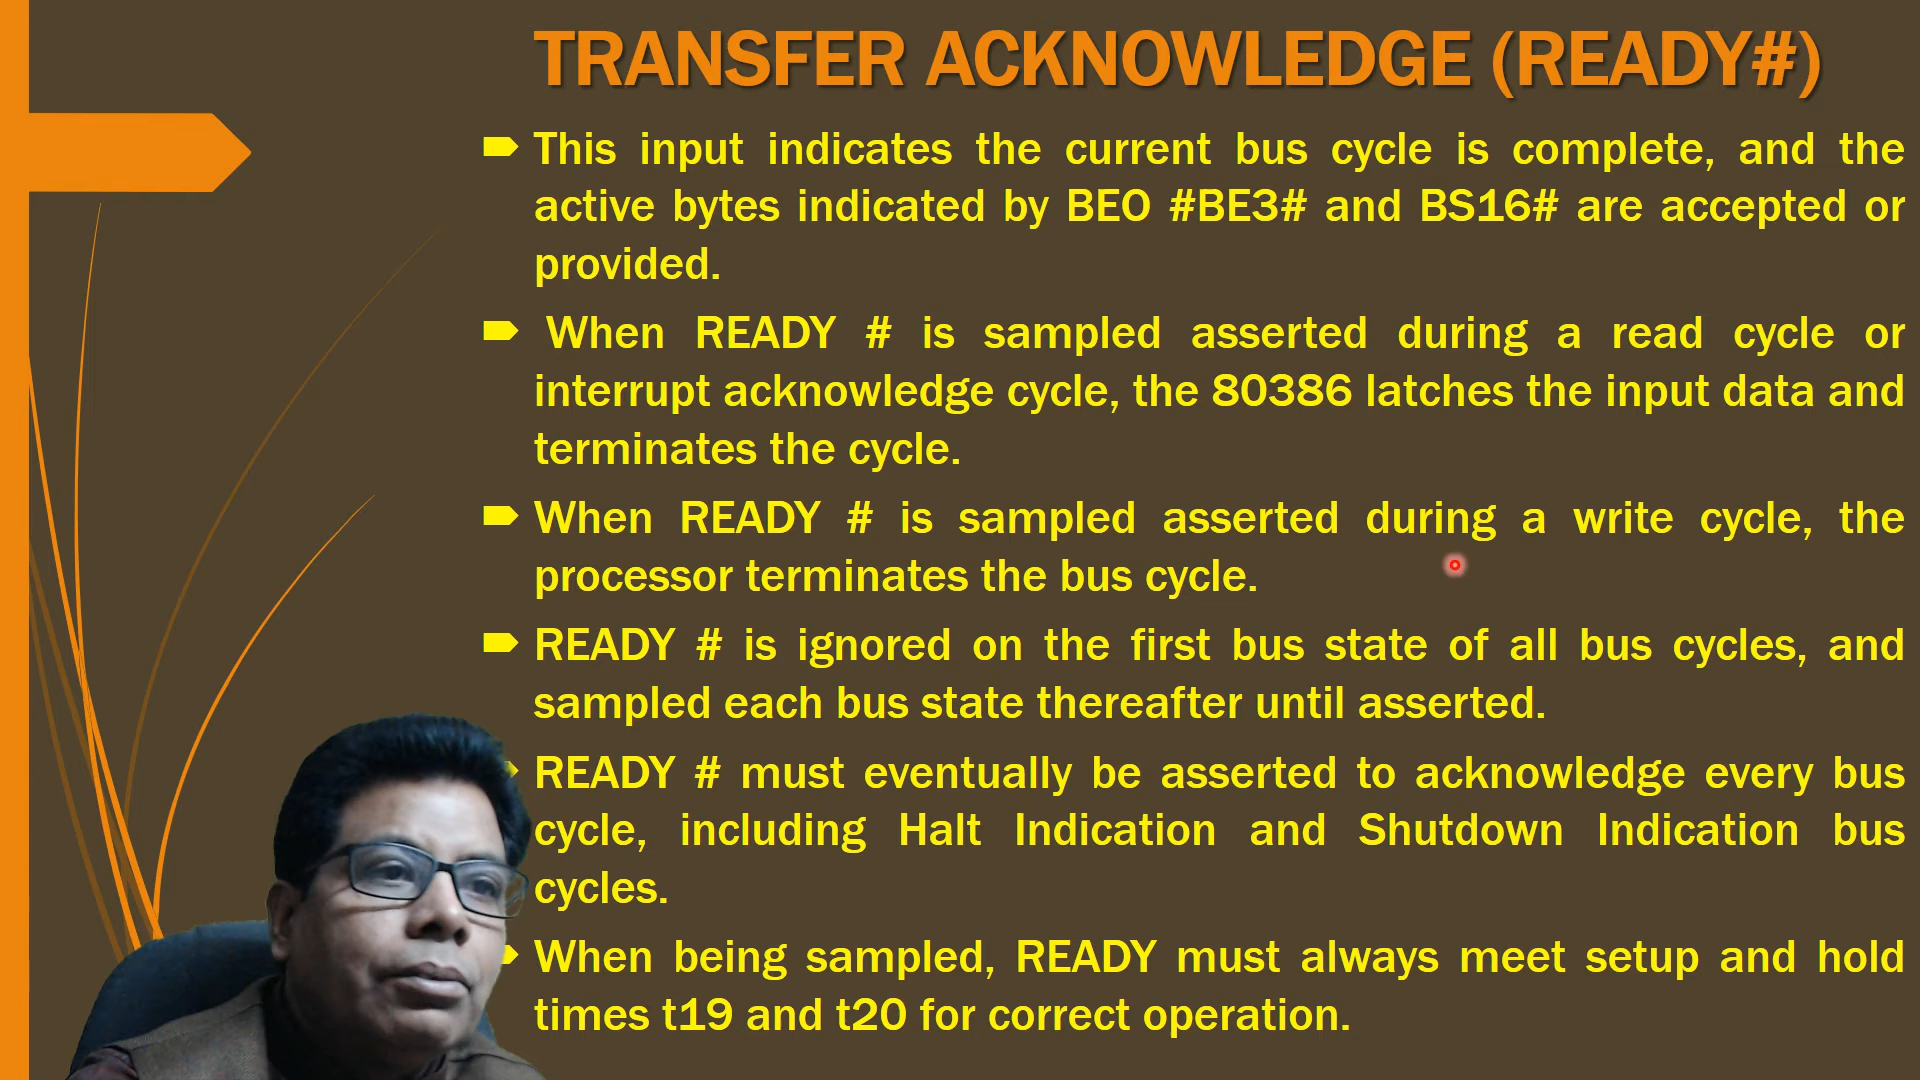 TRANSFER ACKNOWLEDGE (READY#)
This input indicates the current bus cycle is complete, and the
active bytes indicated by BEO #BE3# and BS16# are accepted or
provided.
When READY # is sampled asserted during a read cycle or
interrupt acknowledge cycle, the 80386 latches the input data and
terminates the cycle.
When READY # is sampled asserted during a write cycle, the
processor terminates the bus cycle.
READY # is ignored on the first bus state of all bus cycles, and
sampled each bus state thereafter until asserted.
READY # must eventually be asserted to acknowledge every bus
cycle, including Halt Indication and Shutdown Indication bus
cycles.
When being sampled, READY must always meet setup and hold
times t19 and t20 for correct operation.